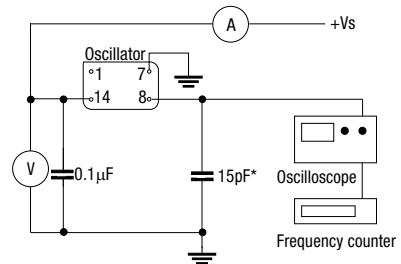 A
+Vs
Oscillator
1 7
14 8
V
0.1μF
15pF*
Oscilloscope
Frequency counter